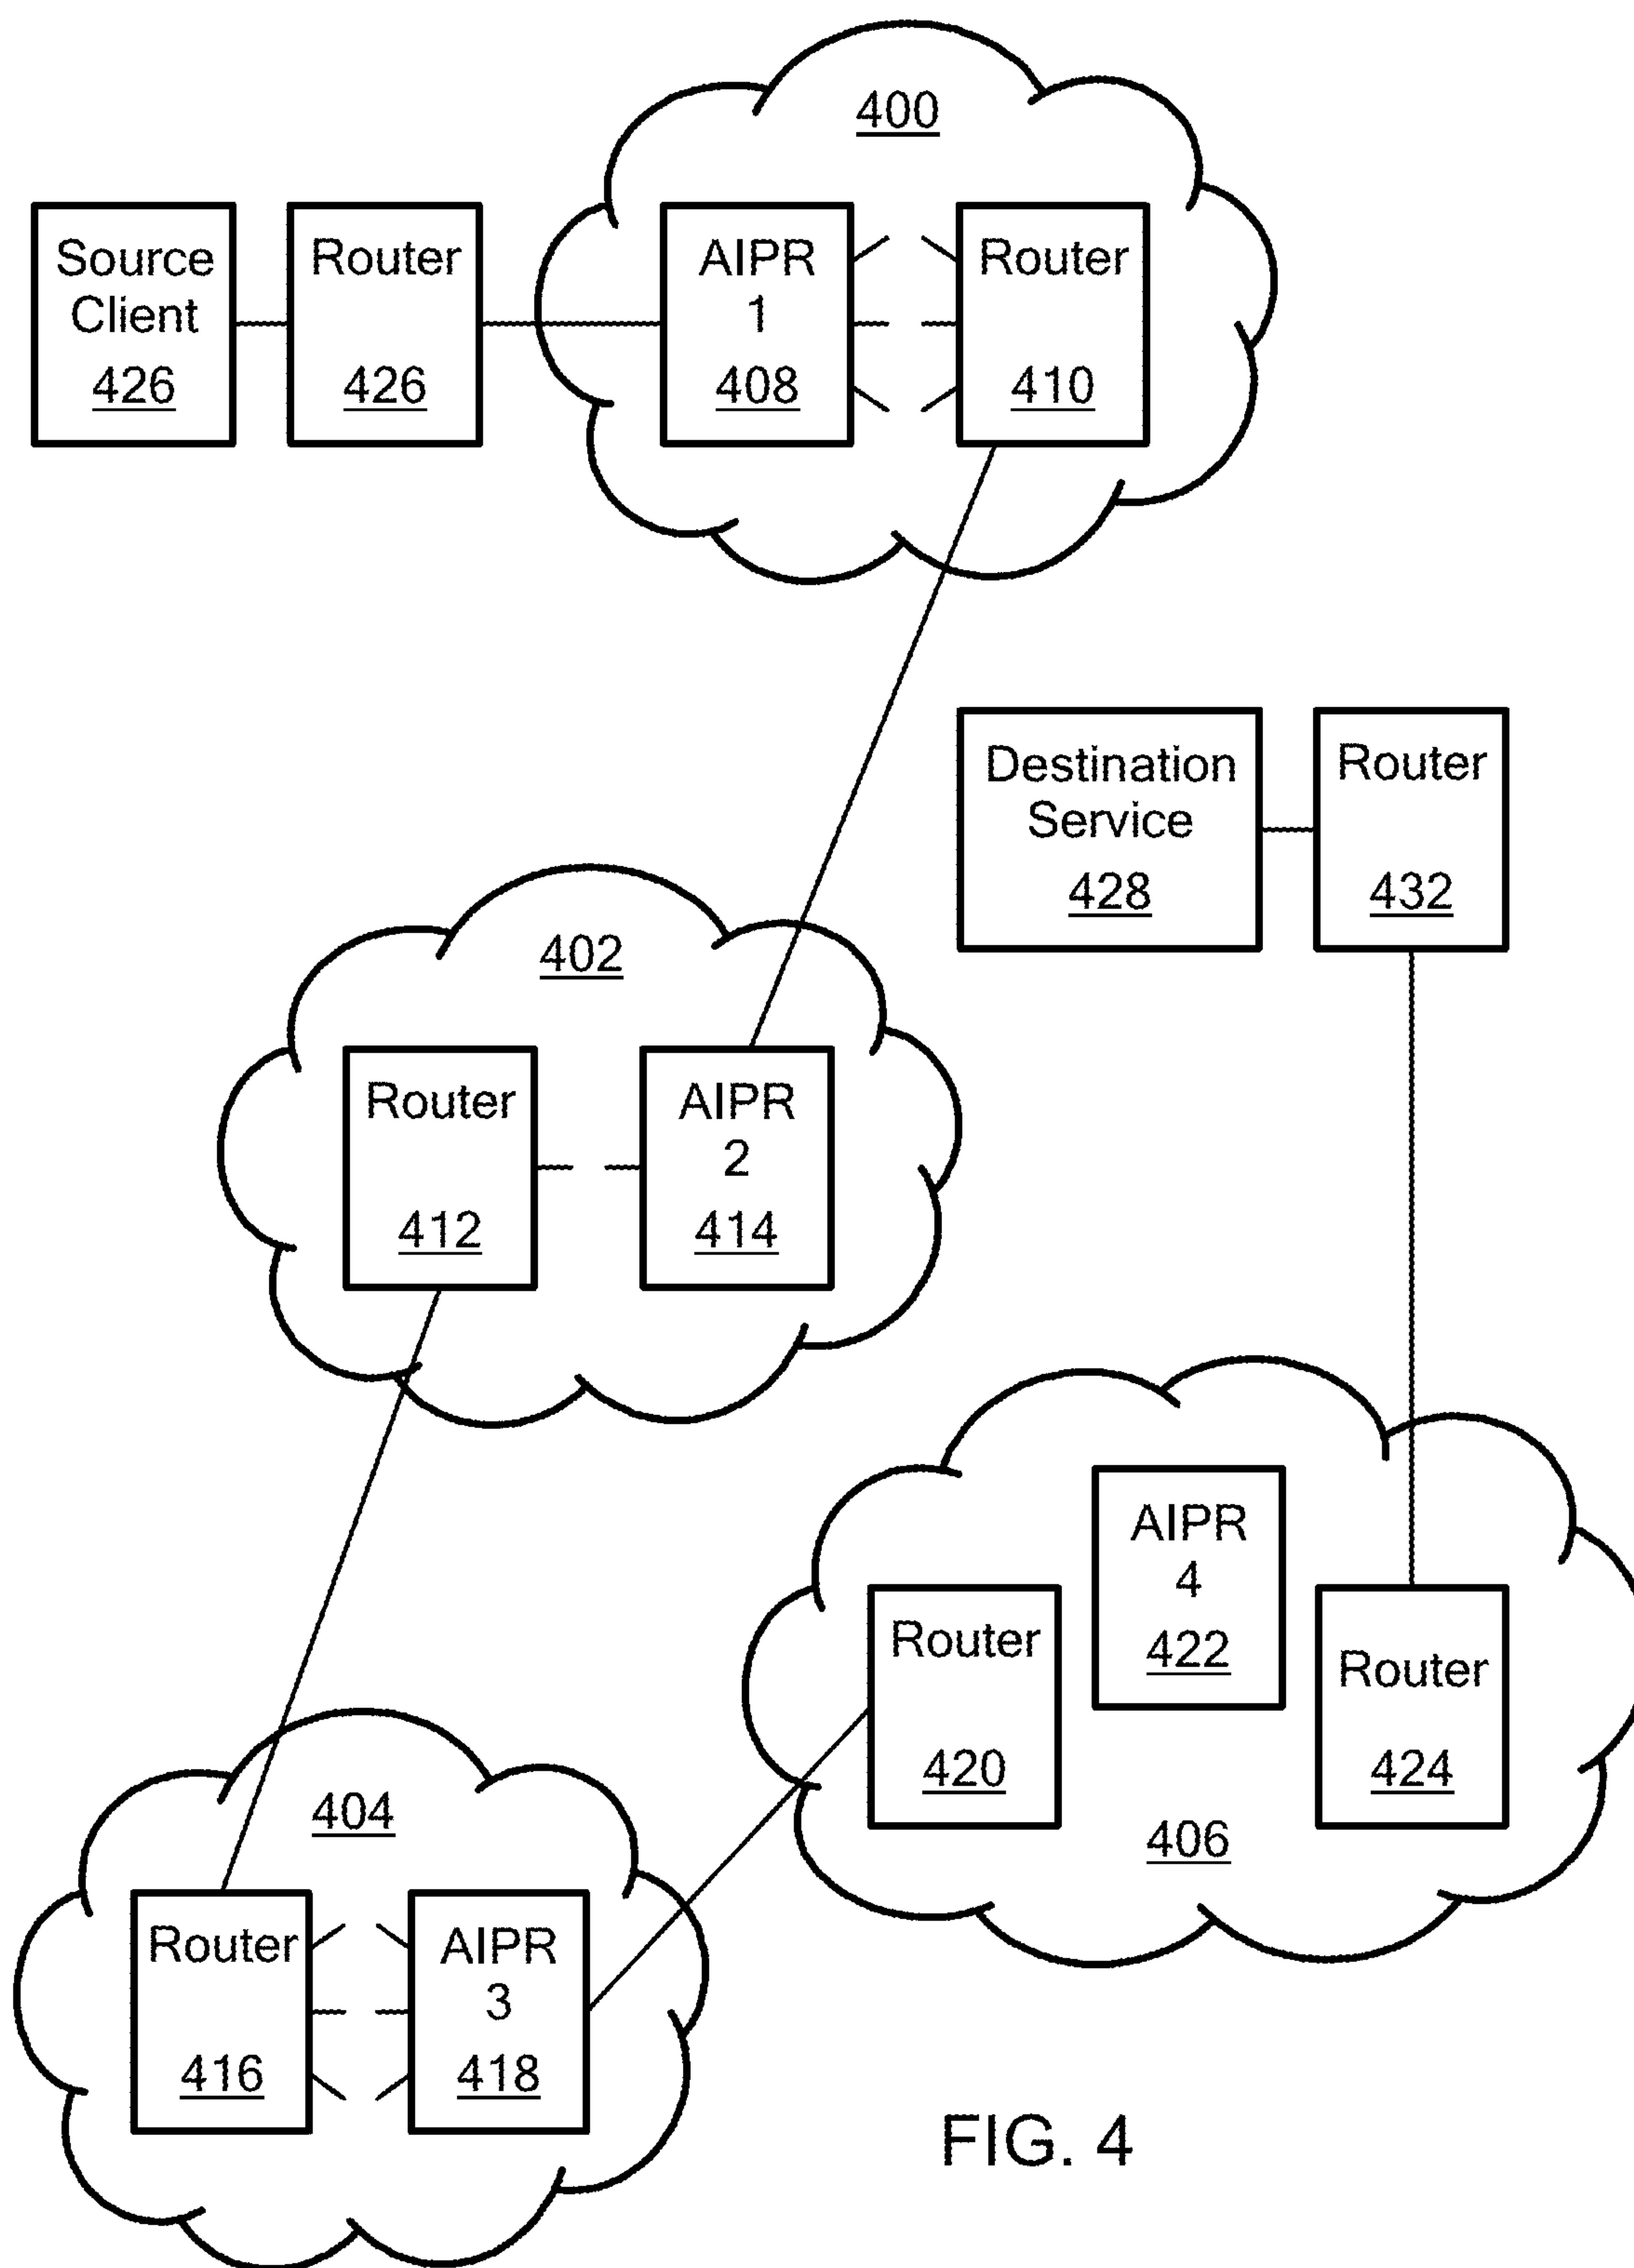 400
Source
Client
426
Router
426
AIPR
1
408
Router
410
Destination
Service
428
Router
432
402
Router
412
AIPR
2
414
AIPR
4
422
Router
420
Router
424
406
404
Router
416
AIPR
3
418
FIG. 4